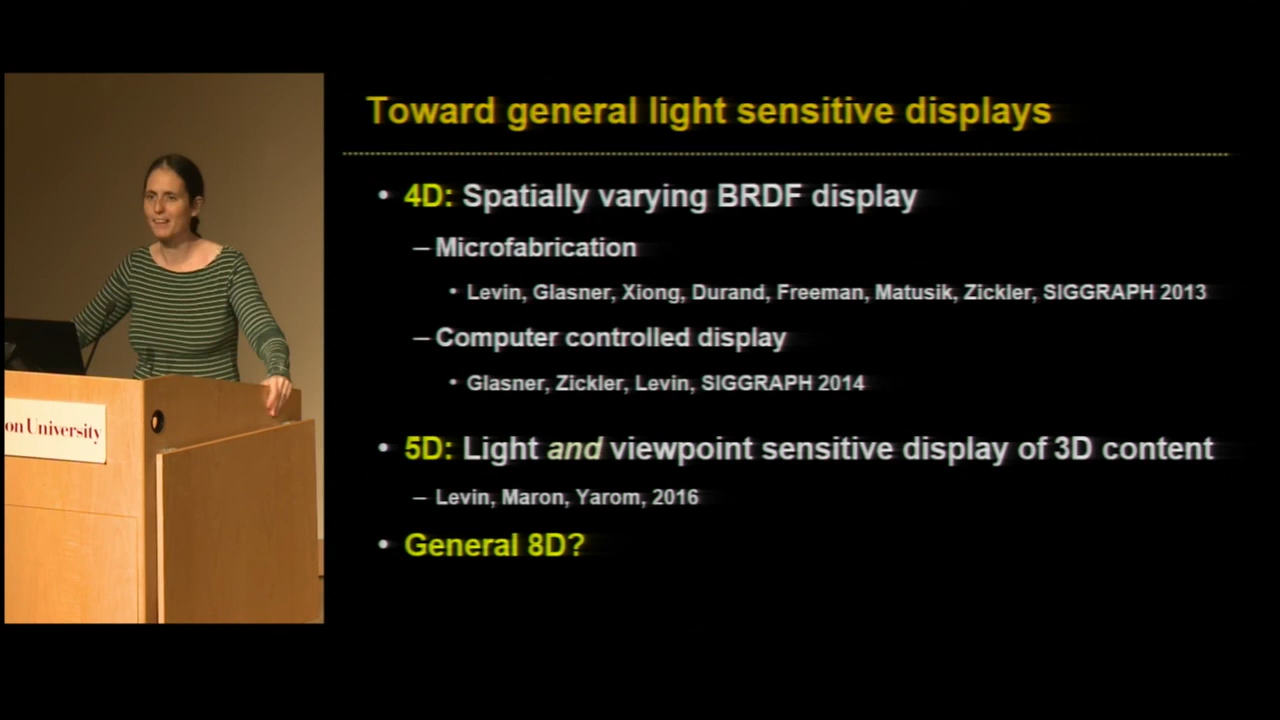 Toward general light sensitive displays
• 4D: Spatially varying BRDF display
– Microfabrication
• Levin, Glasner, Xiong, Durand, Freeman, Matusik, Zickler, SIGGRAPH 2013
– Computer controlled display
• Glasner, Zickler, Levin, SIGGRAPH 2014
• 5D: Light and viewpoint sensitive display of 3D content
– Levin, Maron, Yarom, 2016
• General 8D?
on University